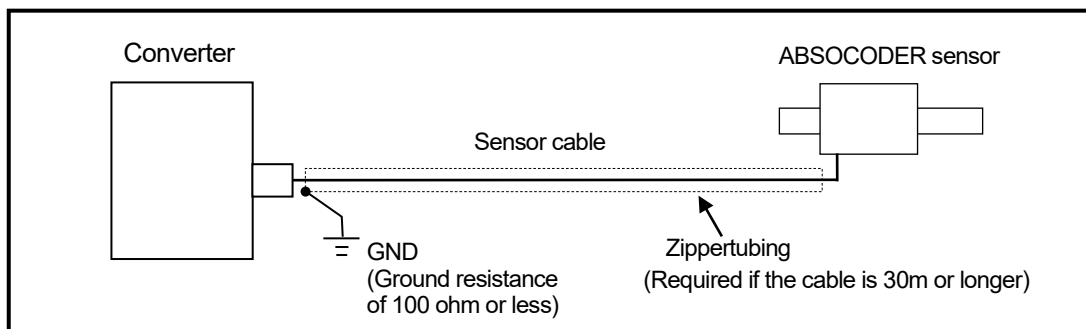 Converter
ABSOCODER sensor
Sensor cable
GND
(Ground resistance
of 100 ohm or less)
Zippertubing
(Required if the cable is 30m or longer)